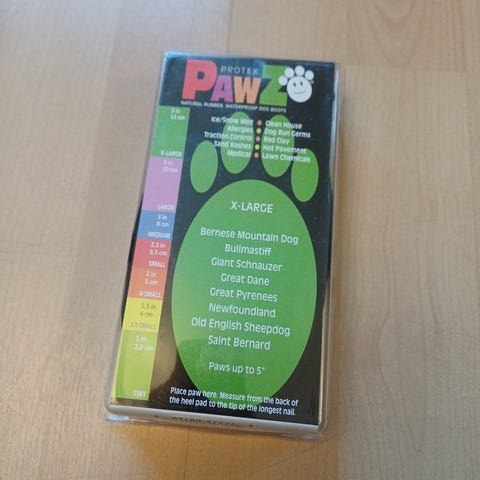 PROTEX
PAWZ
NATURAL RUBBER, WATERPROOF DOG BOOTS
Ice/Snow Melt Clean House
Allergies Dog Run Germs
Traction Control Red Clay
Sand Rashes Hot Pavement
Medical Lawn Chemicals
5 in
13 cm
X-LARGE
4 in
10 cm
LARGE
3 in
8 cm
MEDIUM
2.5 in
6.5 cm
SMALL
2 in
5 cm
X-SMALL
1.5 in
4 cm
XX-SMALL
1 in
2.5 cm
TINY
X-LARGE
Bernese Mountain Dog
Bullmastiff
Giant Schnauzer
Great Dane
Great Pyrenees
Newfoundland
Old English Sheepdog
Saint Bernard
Paws up to 5"
Place paw here. Measure from the back of
the heel pad to the tip of the longest nail.